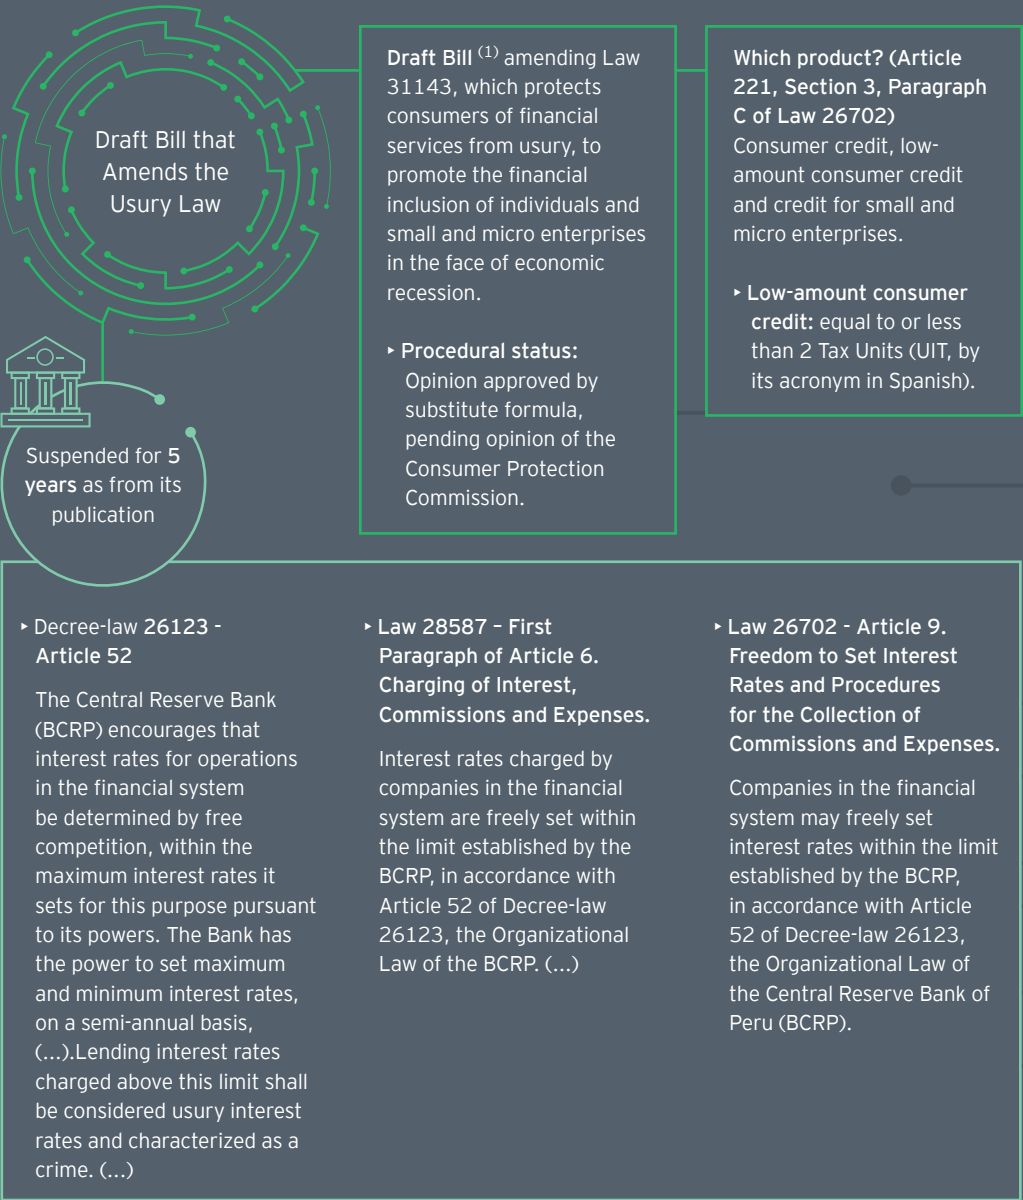 Draft Bill that
Amends the
Usury Law
Draft Bill (1) amending Law
31143, which protects
consumers of financial
services from usury, to
promote the financial
inclusion of individuals and
small and micro enterprises
in the face of economic
recession.
‣ Procedural status:
Opinion approved by
substitute formula,
pending opinion of the
Consumer Protection
Commission.
Which product? (Article
221, Section 3, Paragraph
C of Law 26702)
Consumer credit, low-
amount consumer credit
and credit for small and
micro enterprises.
‣ Low-amount consumer
credit: equal to or less
than 2 Tax Units (UIT, by
its acronym in Spanish).
Suspended for 5
years as from its
publication
‣ Decree-law 26123 -
Article 52
The Central Reserve Bank
(BCRP) encourages that
interest rates for operations
in the financial system
be determined by free
competition, within the
maximum interest rates it
sets for this purpose pursuant
to its powers. The Bank has
the power to set maximum
and minimum interest rates,
on a semi-annual basis,
(...).Lending interest rates
charged above this limit shall
be considered usury interest
rates and characterized as a
crime. (...)
‣ Law 28587 – First
Paragraph of Article 6.
Charging of Interest,
Commissions and Expenses.
Interest rates charged by
companies in the financial
system are freely set within
the limit established by the
BCRP, in accordance with
Article 52 of Decree-law
26123, the Organizational
Law of the BCRP. (...)
‣ Law 26702 - Article 9.
Freedom to Set Interest
Rates and Procedures
for the Collection of
Commissions and Expenses.
Companies in the financial
system may freely set
interest rates within the limit
established by the BCRP,
in accordance with Article
52 of Decree-law 26123,
the Organizational Law of
the Central Reserve Bank of
Peru (BCRP).